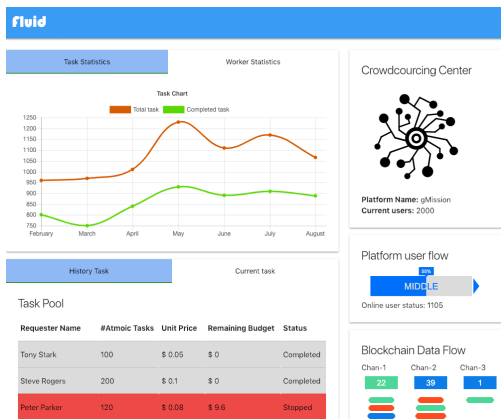 Fluid
Task Statistics
Worker Statistics
Task Chart
Total task
Completed task
1250
1200
1150
1100
1050
1000
950
900
850
800
750
February
March
April
May
June
July
August
History Task
Current task
Task Pool
Requester Name #Atmoic Tasks Unit Price Remaining Budget Status
Tony Stark 100 $ 0.05 $ 0 Completed
Steve Rogers 200 $ 0.1 $ 0 Completed
Peter Parker 120 $ 0.08 $ 9.6 Stopped
Crowdcourcing Center
Platform Name: gMission
Current users: 2000
Platform user flow
55%
MIDDLE
Online user status: 1105
Blockchain Data Flow
Chan-1 Chan-2 Chan-3
22 39 1